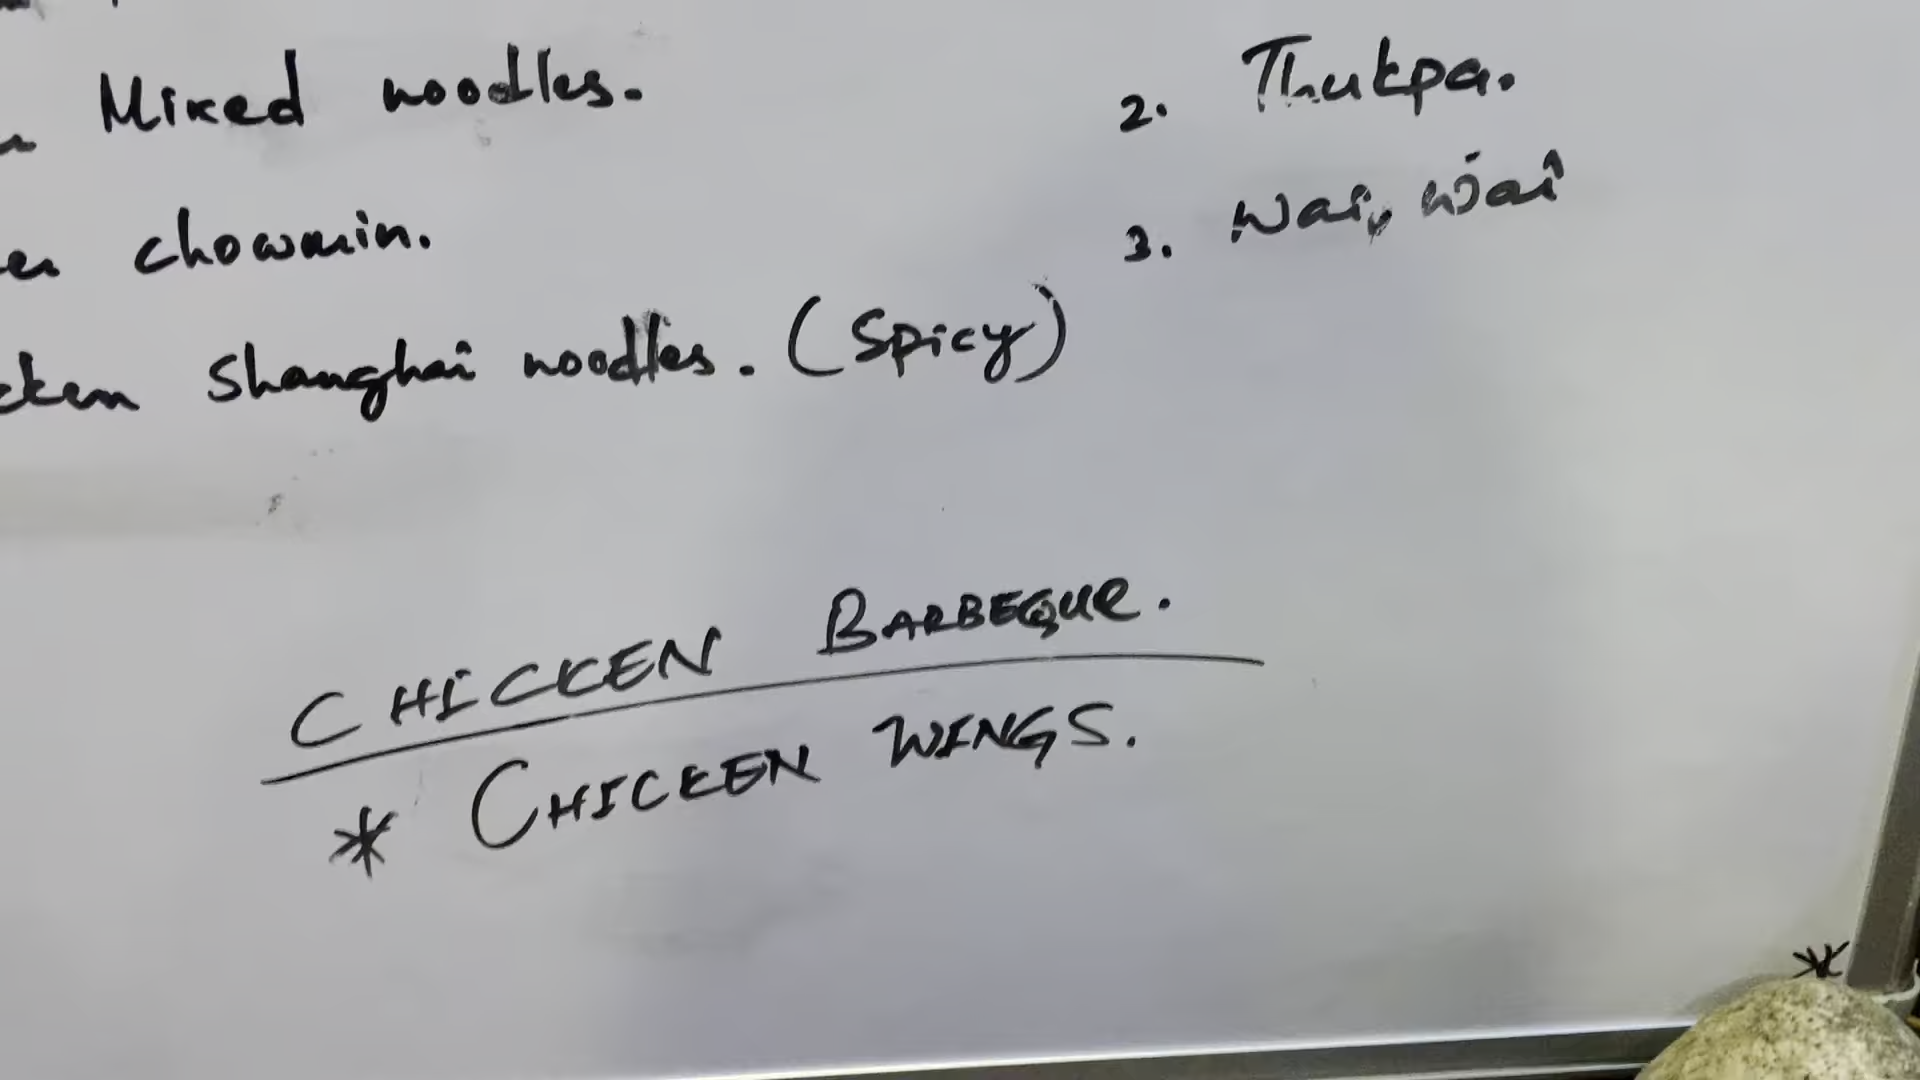 Mixed noodles.
chowmin.
Shanghai noodles. (Spicy)
2. Thukpa.
3. Wai, wai
CHICKEN BARBEQUE.
* CHICKEN WINGS.
*